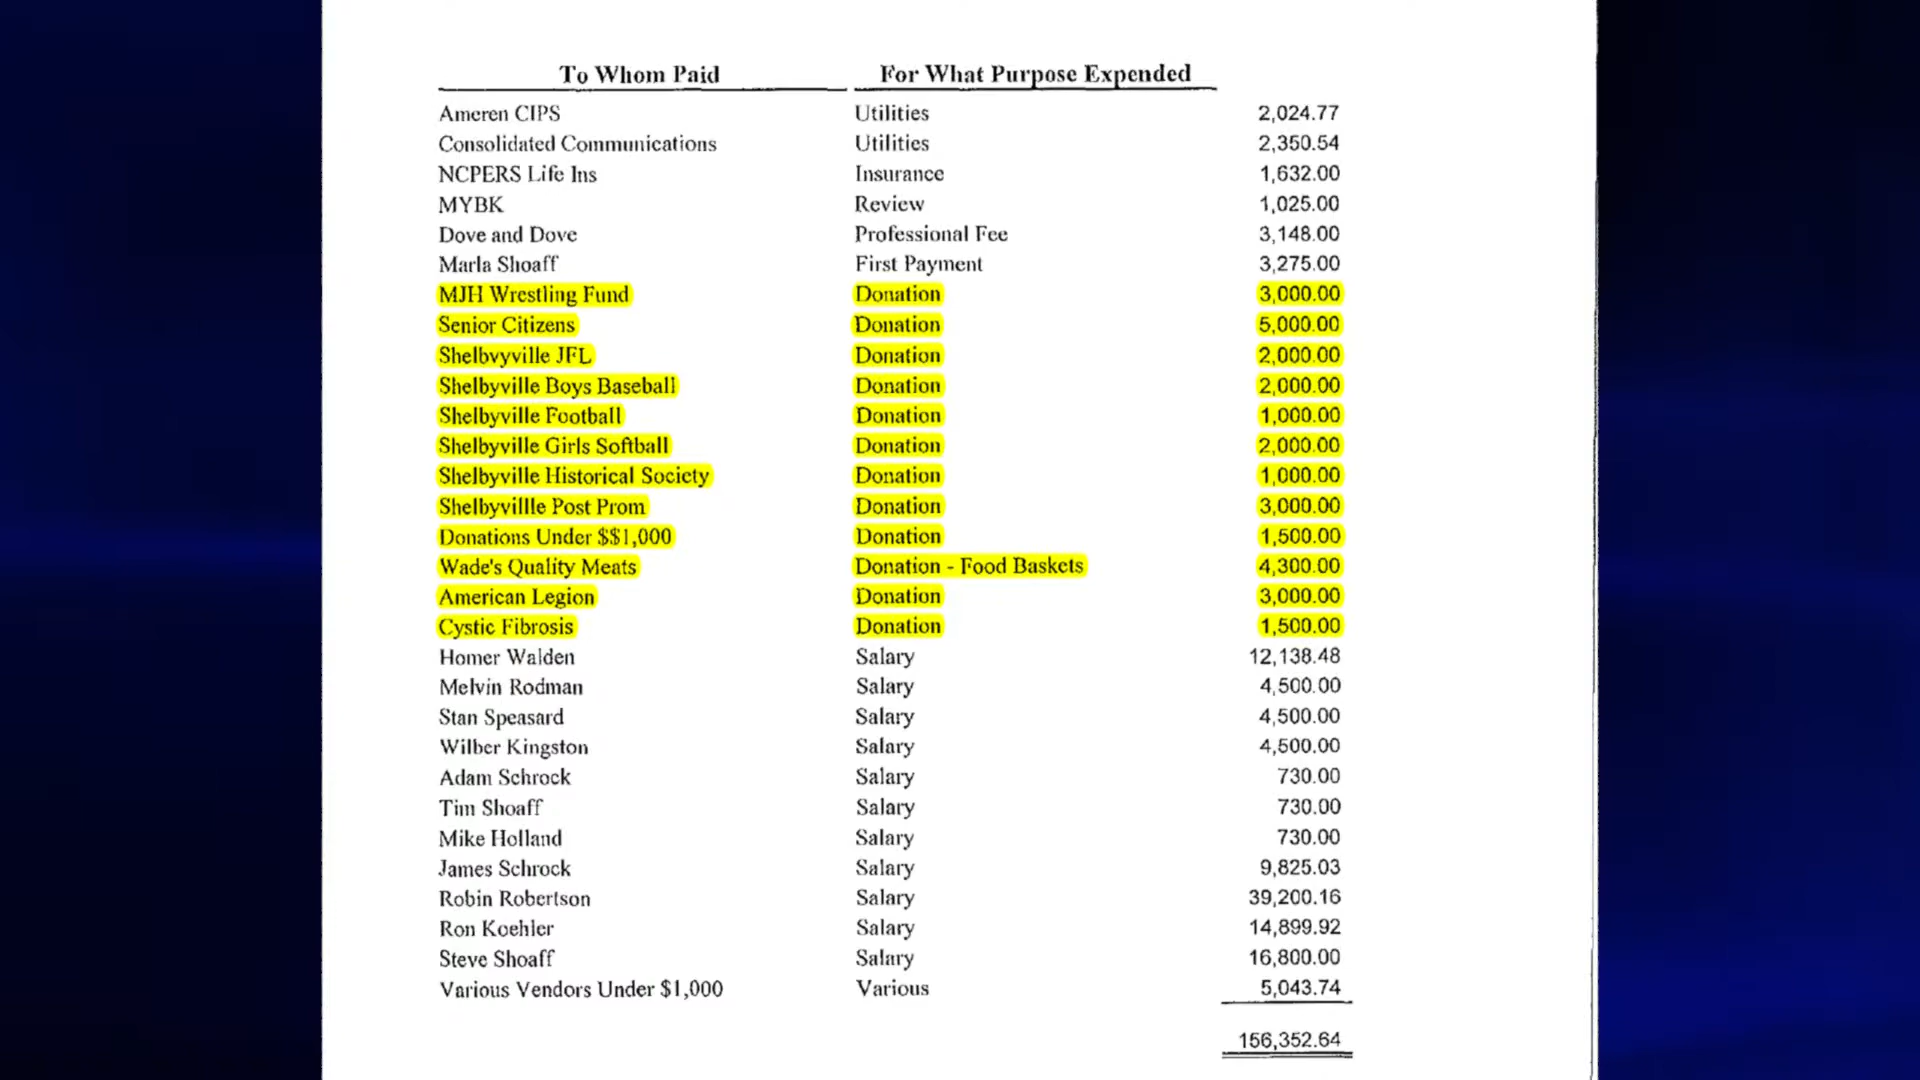 To Whom Paid For What Purpose Expended
Ameren CIPS Utilities 2,024.77
Consolidated Communications Utilities 2,350.54
NCPERS Life Ins Insurance 1,632.00
MYBK Review 1,025.00
Dove and Dove Professional Fee 3,148.00
Marla Shoaff First Payment 3,275.00
MJH Wrestling Fund Donation 3,000.00
Senior Citizens Donation 5,000.00
Shelbvyville JFL Donation 2,000.00
Shelbyville Boys Baseball Donation 2,000.00
Shelbyville Football Donation 1,000.00
Shelbyville Girls Softball Donation 2,000.00
Shelbyville Historical Society Donation 1,000.00
Shelbyvillle Post Prom Donation 3,000.00
Donations Under $$1,000 Donation 1,500.00
Wade's Quality Meats Donation - Food Baskets 4,300.00
American Legion Donation 3,000.00
Cystic Fibrosis Donation 1,500.00
Homer Walden Salary 12,138.48
Melvin Rodman Salary 4,500.00
Stan Speasard Salary 4,500.00
Wilber Kingston Salary 4,500.00
Adam Schrock Salary 730.00
Tim Shoaff Salary 730.00
Mike Holland Salary 730.00
James Schrock Salary 9,825.03
Robin Robertson Salary 39,200.16
Ron Koehler Salary 14,899.92
Steve Shoaff Salary 16,800.00
Various Vendors Under $1,000 Various 5,043.74
156,352.64